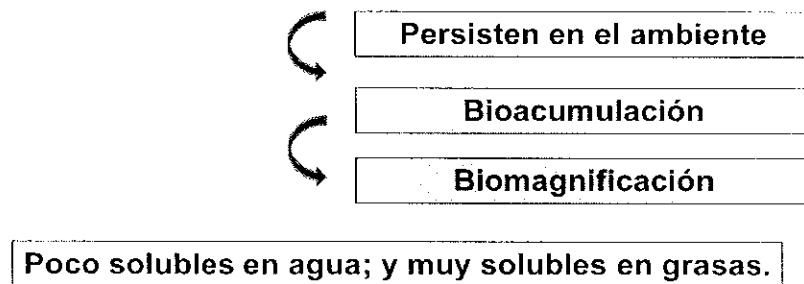 Persisten en el ambiente
Bioacumulación
Biomagnificación
Poco solubles en agua; y muy solubles en grasas.